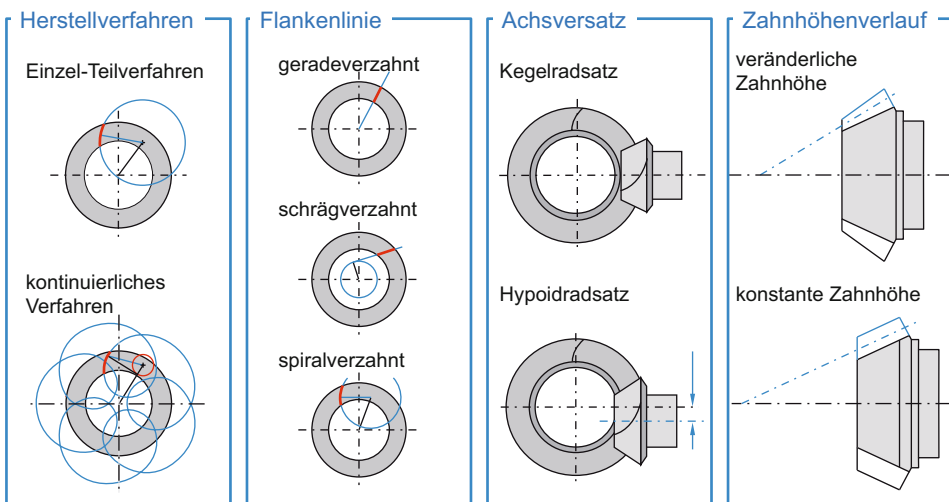 Herstellverfahren
Einzel-Teilverfahren
kontinuierliches
Verfahren
Flankenlinie
geradeverzahnt
schrägverzahnt
spiralverzahnt
Achsversatz
Kegelradsatz
Hypoidradsatz
Zahnhöhenverlauf
veränderliche
Zahnhöhe
konstante Zahnhöhe